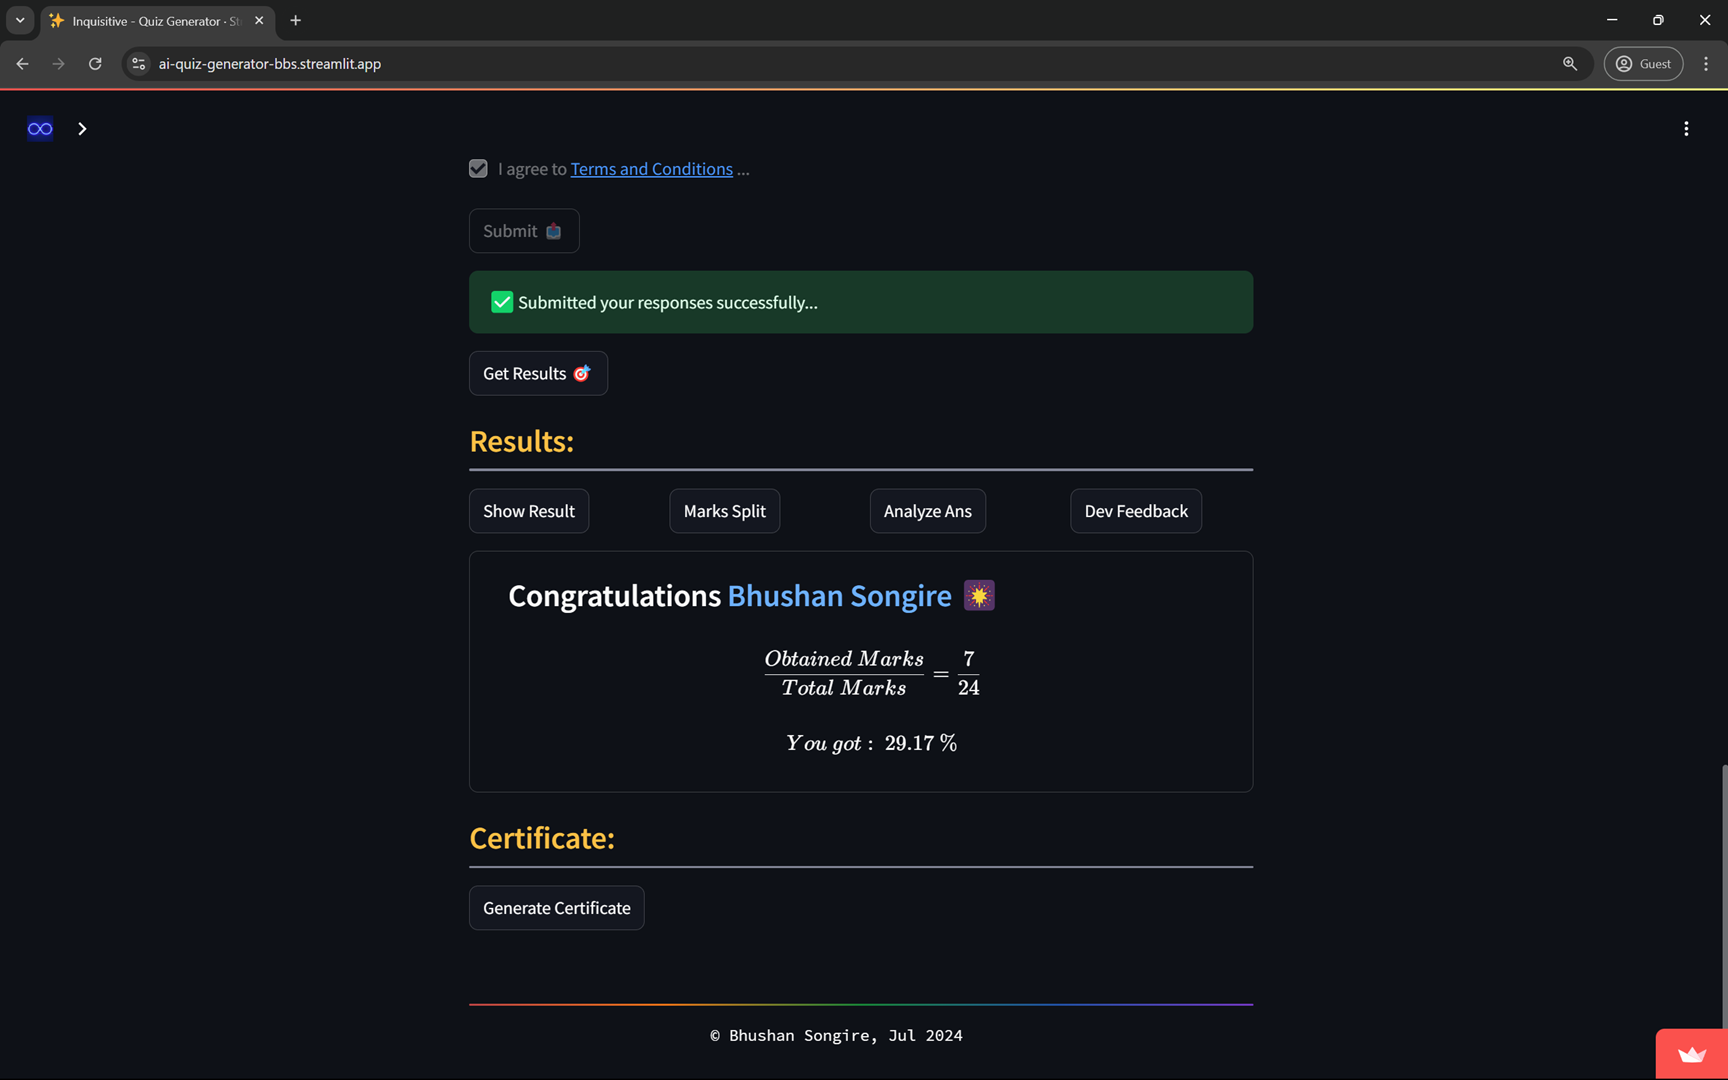 Inquisitive - Quiz Generator · St
ai-quiz-generator-bbs.streamlit.app
Guest
I agree to Terms and Conditions ...
Submit
Submitted your responses successfully...
Get Results
Results:
Show Result
Marks Split
Analyze Ans
Dev Feedback
Congratulations Bhushan Songire
Obtained Marks / Total Marks = 7 / 24
You got : 29.17 %
Certificate:
Generate Certificate
© Bhushan Songire, Jul 2024